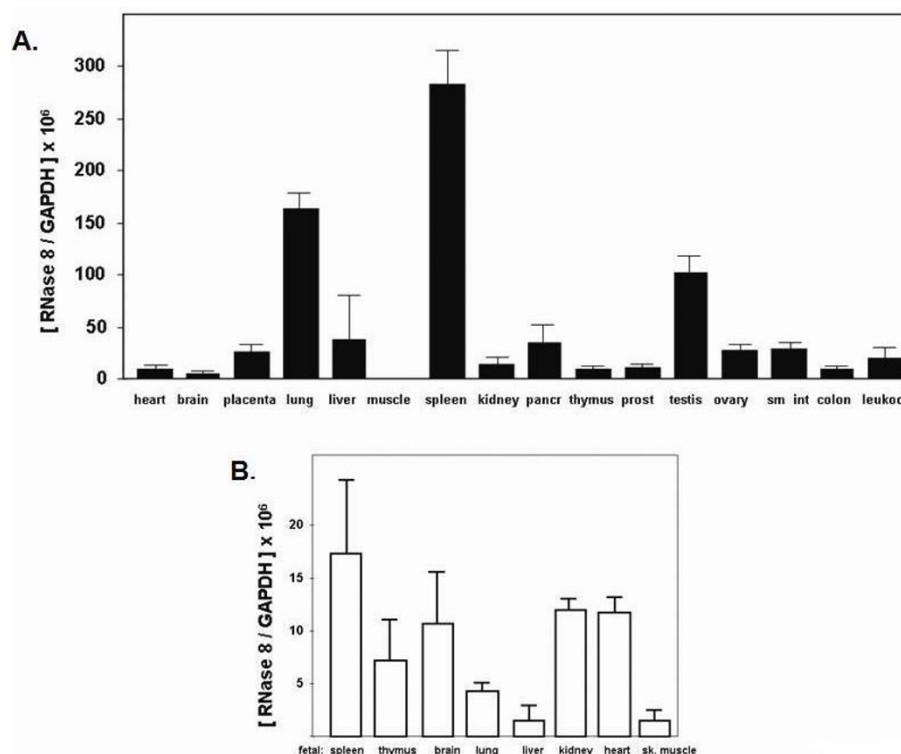 A.
[ RNase 8 / GAPDH ] x 10⁶
300
250
200
150
100
50
0
heart brain placenta lung liver muscle spleen kidney pancr thymus prost testis ovary sm int colon leukoc
B.
[ RNase 8 / GAPDH ] x 10⁶
20
15
10
5
fetal: spleen thymus brain lung liver kidney heart sk. muscle